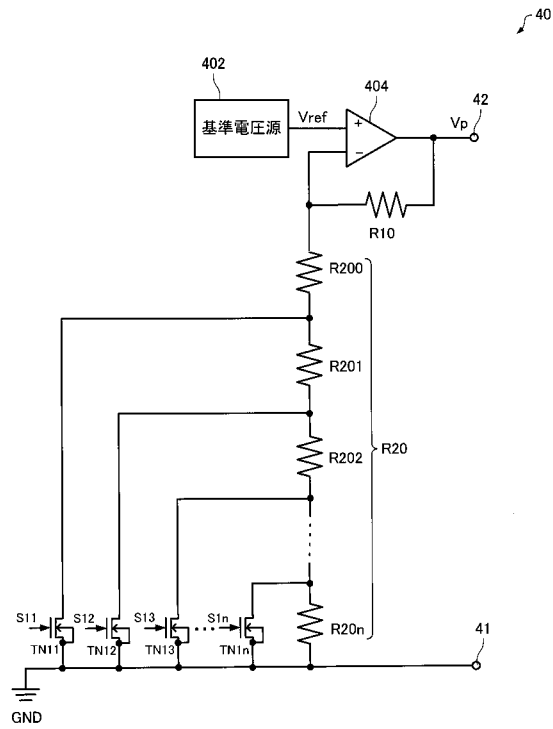 40
402
404
42
基準電圧源
Vref
+
−
Vp
R10
R200
R201
R202
R20
R20n
S11
S12
S13
S1n
TN11
TN12
TN13
TN1n
41
GND